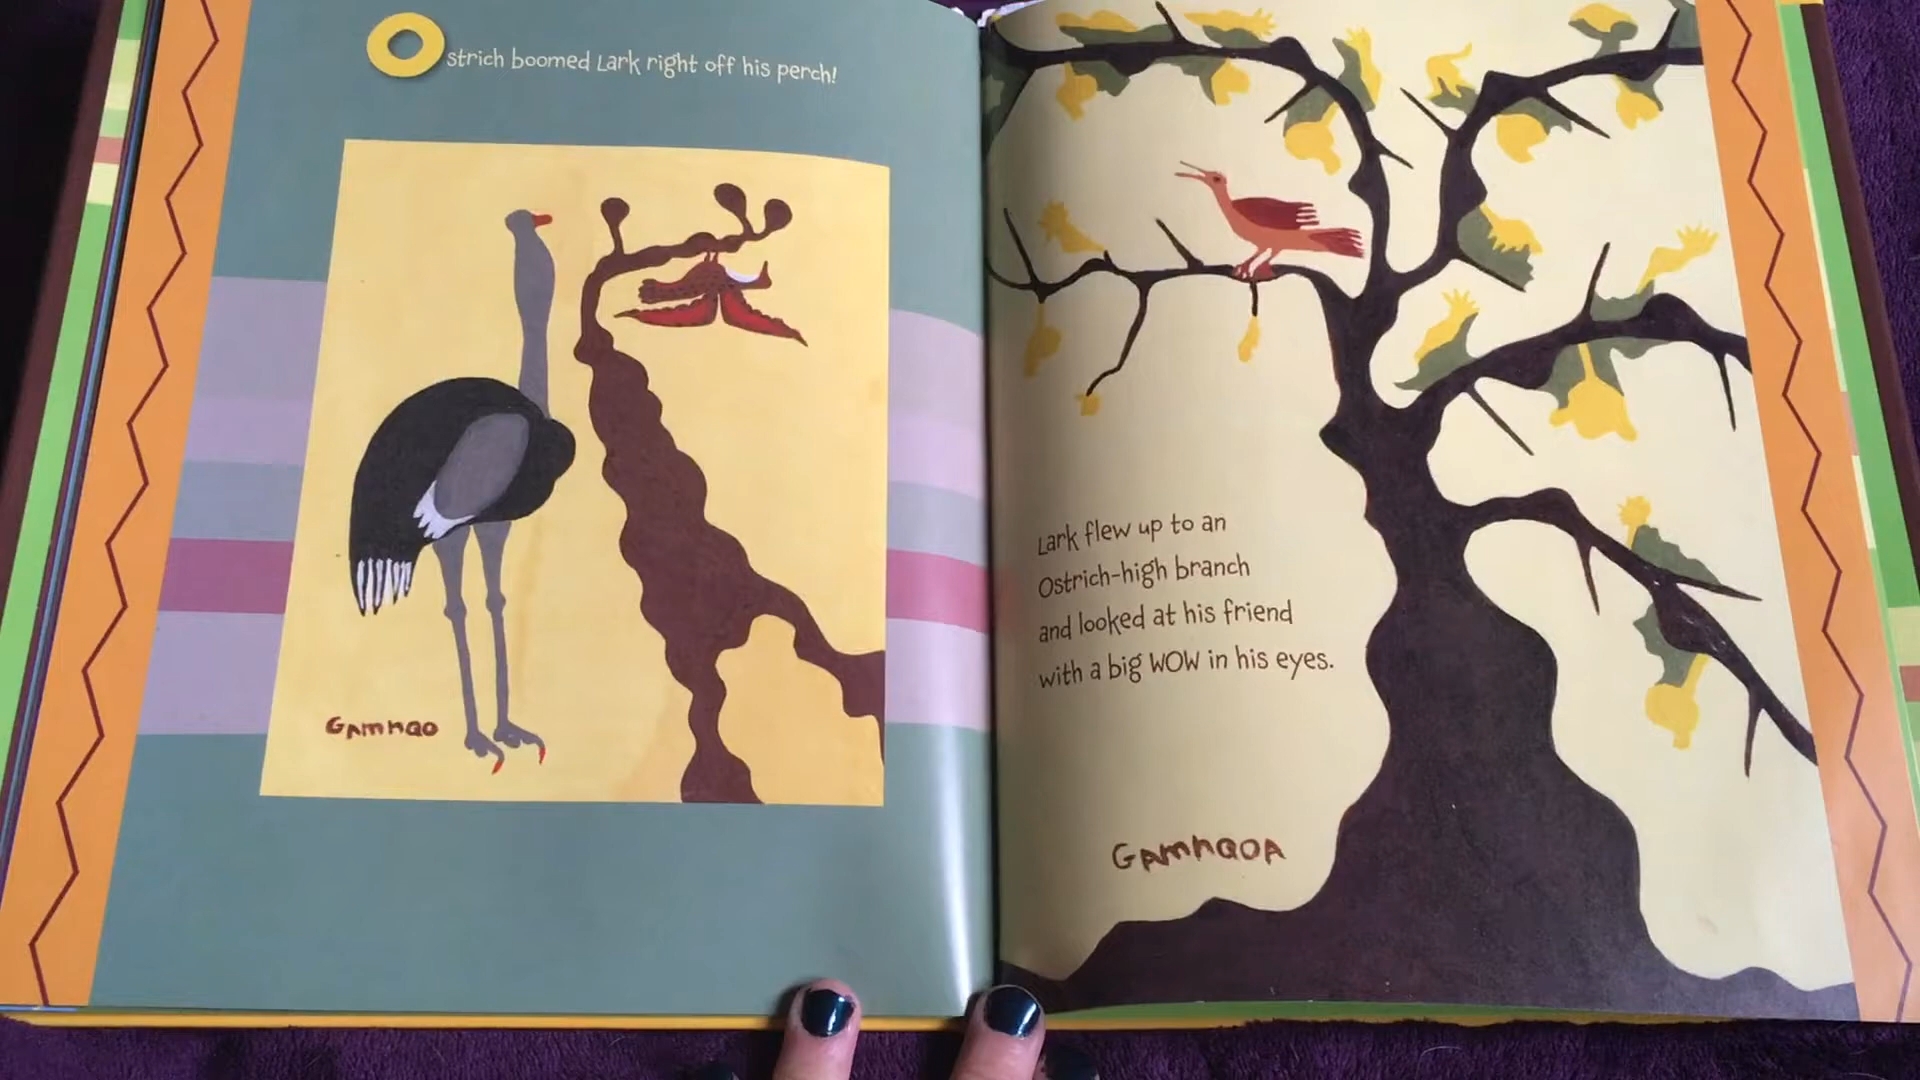 Ostrich boomed Lark right off his perch!
Gamnqo
Lark flew up to an
Ostrich-high branch
and looked at his friend
with a big WOW in his eyes.
GAmnQOA